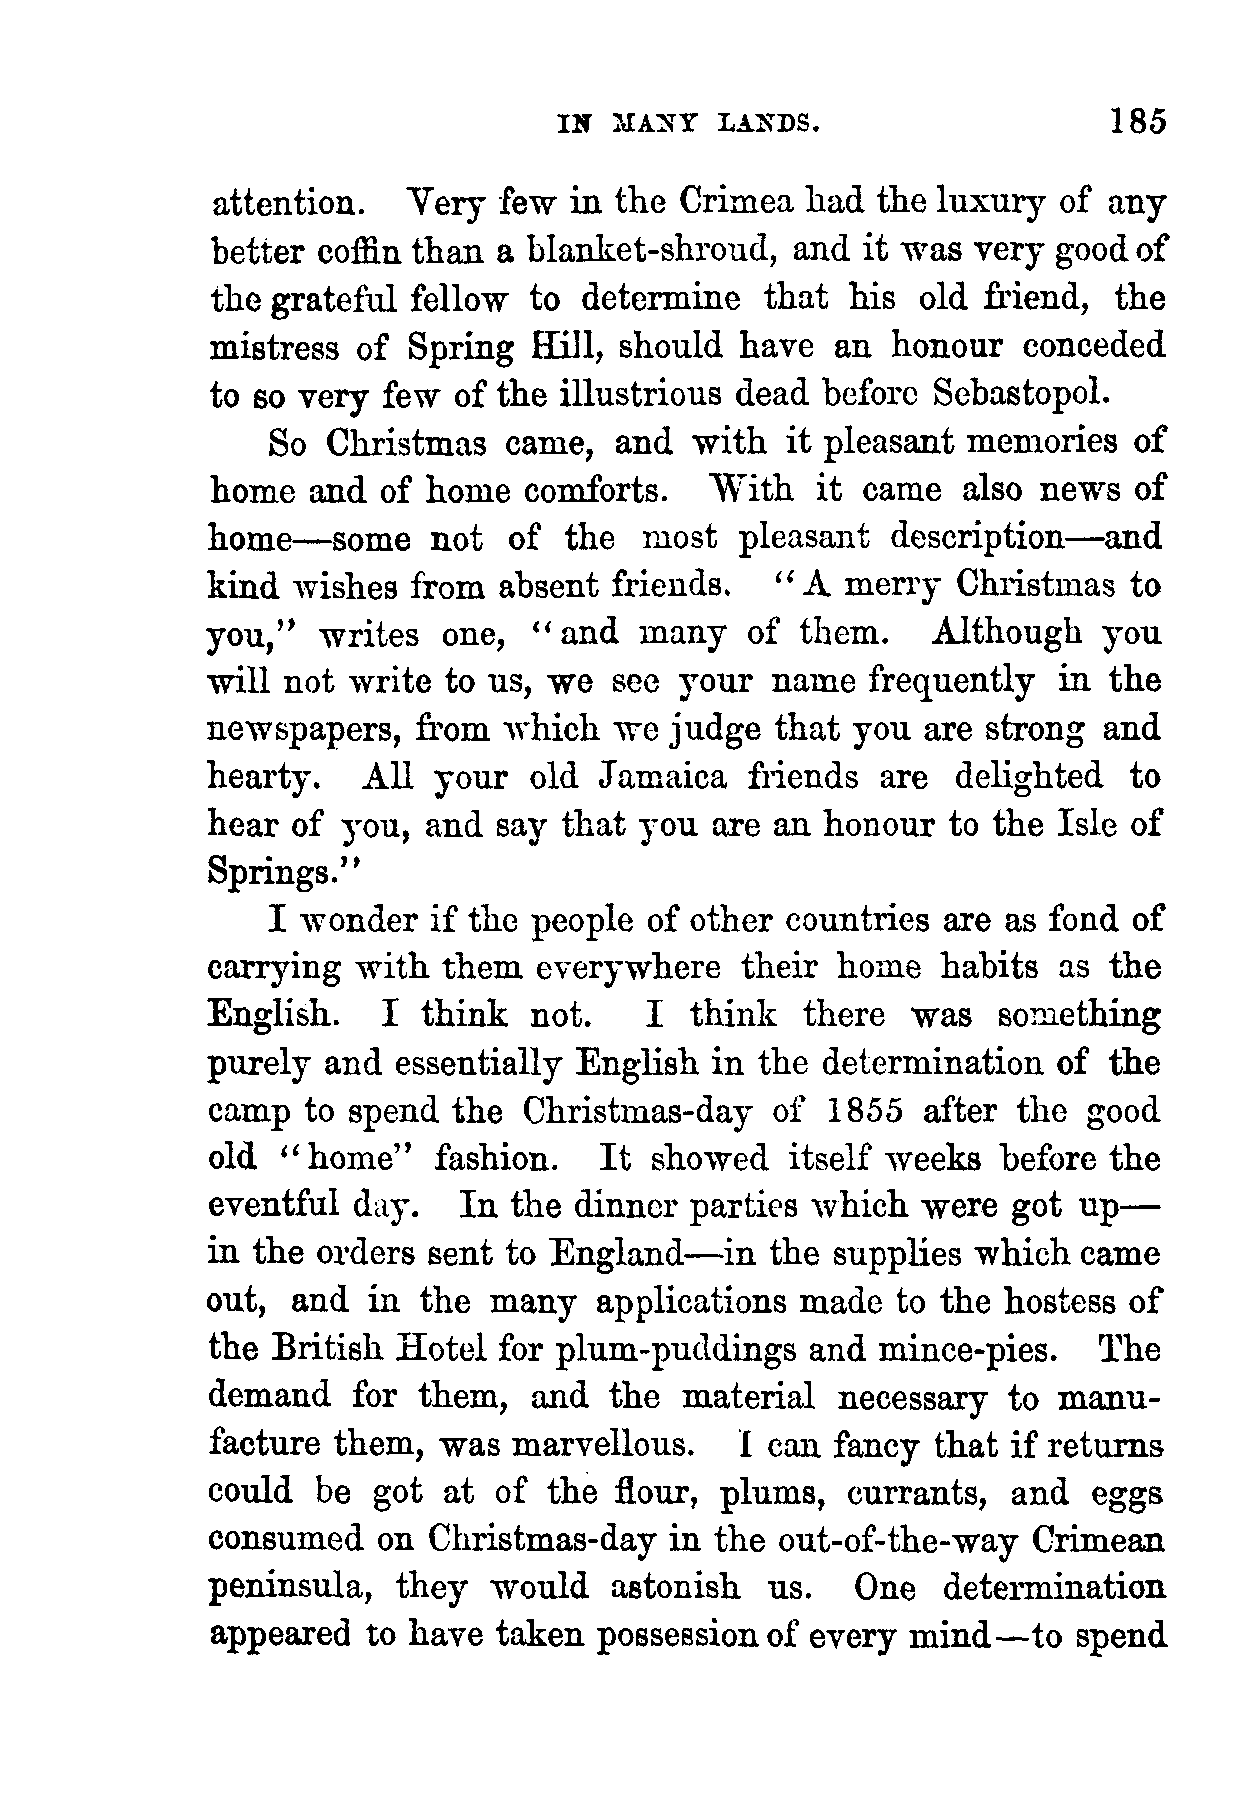 IN MANY LANDS. 185
attention. Very few in the Crimea had the luxury of any
better coffin than a blanket-shroud, and it was very good of
the grateful fellow to determine that his old friend, the
mistress of Spring Hill, should have an honour conceded
to so very few of the illustrious dead before Sebastopol.
So Christmas came, and with it pleasant memories of
home and of home comforts. With it came also news of
home—some not of the most pleasant description—and
kind wishes from absent friends. “A merry Christmas to
you,” writes one, “and many of them. Although you
will not write to us, we see your name frequently in the
newspapers, from which we judge that you are strong and
hearty. All your old Jamaica friends are delighted to
hear of you, and say that you are an honour to the Isle of
Springs.”
I wonder if the people of other countries are as fond of
carrying with them everywhere their home habits as the
English. I think not. I think there was something
purely and essentially English in the determination of the
camp to spend the Christmas-day of 1855 after the good
old “home” fashion. It showed itself weeks before the
eventful day. In the dinner parties which were got up—
in the orders sent to England—in the supplies which came
out, and in the many applications made to the hostess of
the British Hotel for plum-puddings and mince-pies. The
demand for them, and the material necessary to manu-
facture them, was marvellous. I can fancy that if returns
could be got at of the flour, plums, currants, and eggs
consumed on Christmas-day in the out-of-the-way Crimean
peninsula, they would astonish us. One determination
appeared to have taken possession of every mind—to spend